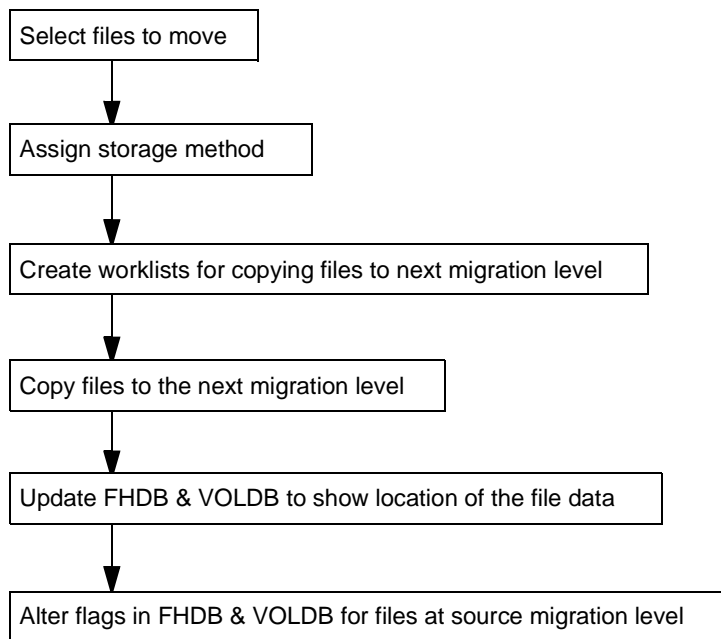 Select files to move
Assign storage method
Create worklists for copying files to next migration level
Copy files to the next migration level
Update FHDB & VOLDB to show location of the file data
Alter flags in FHDB & VOLDB for files at source migration level